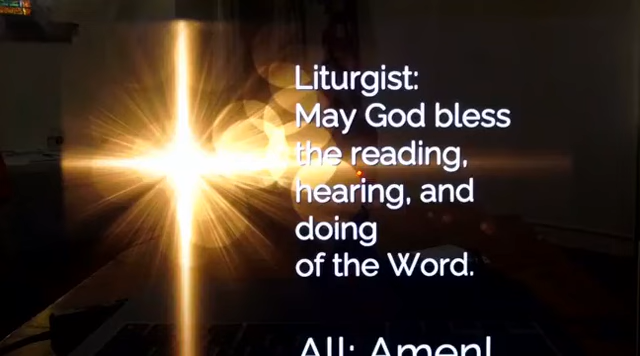 Liturgist:
May God bless
the reading,
hearing, and
doing
of the Word.
All: Amen!